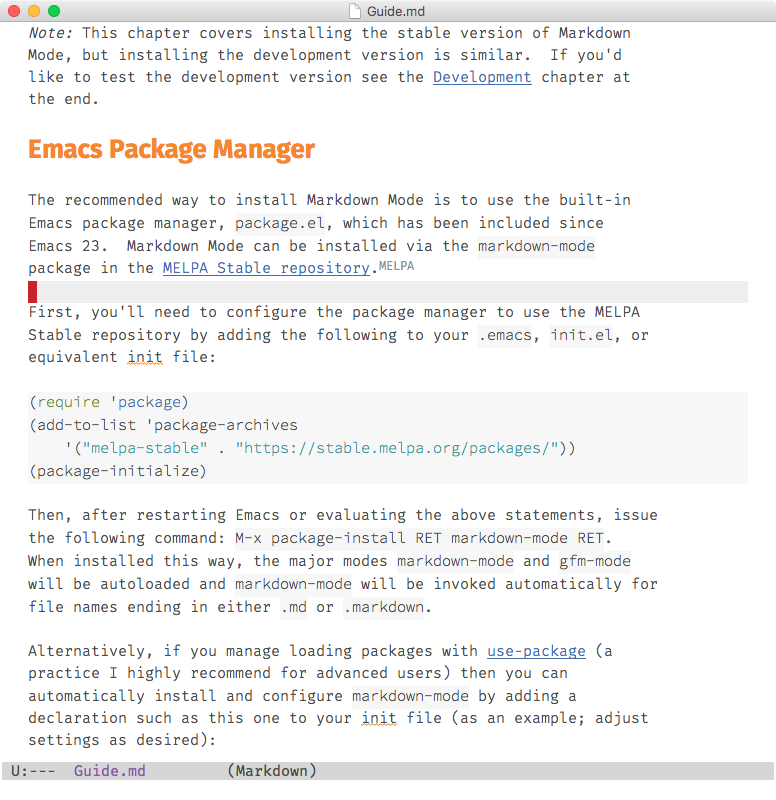 Guide.md
Note: This chapter covers installing the stable version of Markdown
Mode, but installing the development version is similar.  If you'd
like to test the development version see the Development chapter at
the end.
Emacs Package Manager
The recommended way to install Markdown Mode is to use the built-in
Emacs package manager, package.el, which has been included since
Emacs 23.  Markdown Mode can be installed via the markdown-mode
package in the MELPA Stable repository.MELPA
First, you'll need to configure the package manager to use the MELPA
Stable repository by adding the following to your .emacs, init.el, or
equivalent init file:
(require 'package)
(add-to-list 'package-archives
    '("melpa-stable" . "https://stable.melpa.org/packages/"))
(package-initialize)
Then, after restarting Emacs or evaluating the above statements, issue
the following command: M-x package-install RET markdown-mode RET.
When installed this way, the major modes markdown-mode and gfm-mode
will be autoloaded and markdown-mode will be invoked automatically for
file names ending in either .md or .markdown.
Alternatively, if you manage loading packages with use-package (a
practice I highly recommend for advanced users) then you can
automatically install and configure markdown-mode by adding a
declaration such as this one to your init file (as an example; adjust
settings as desired):
U:---  Guide.md         (Markdown)